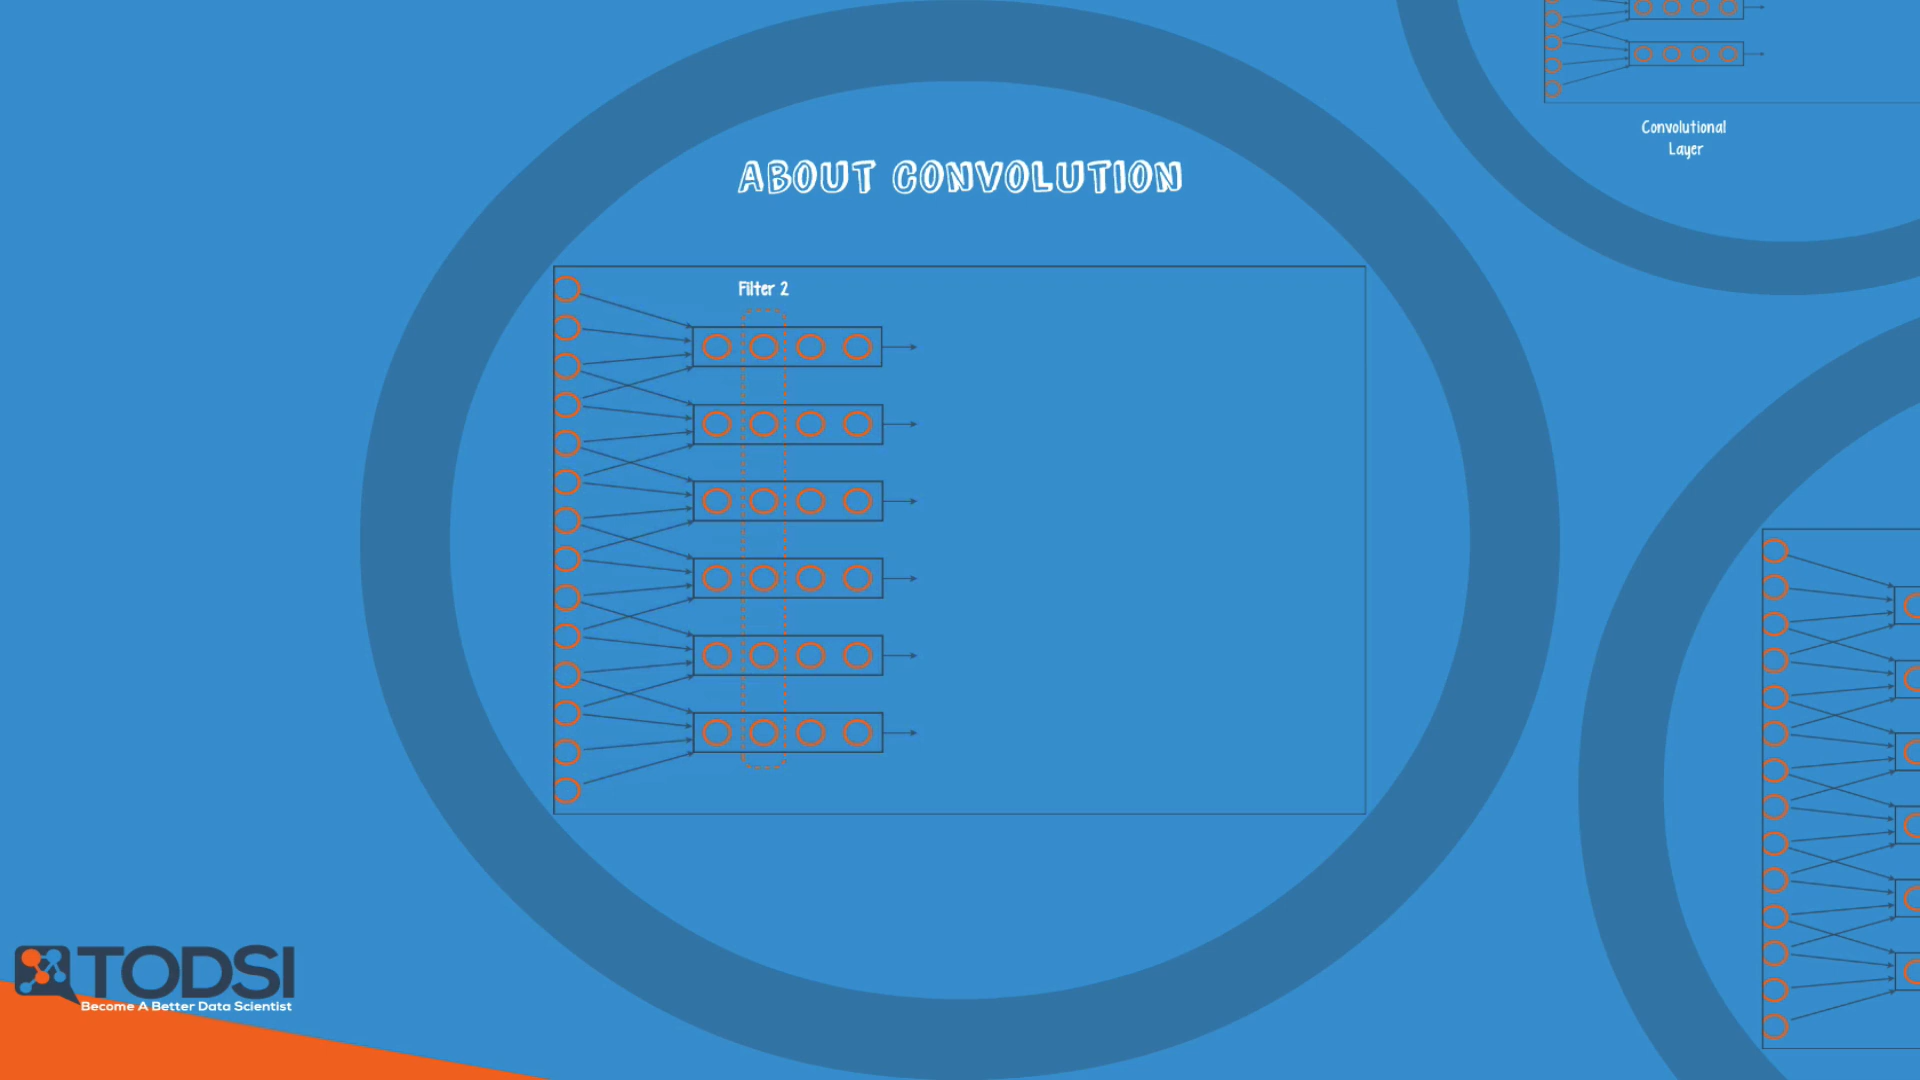 Convolutional
Layer
ABOUT CONVOLUTION
Filter 2
TODSI
Become A Better Data Scientist